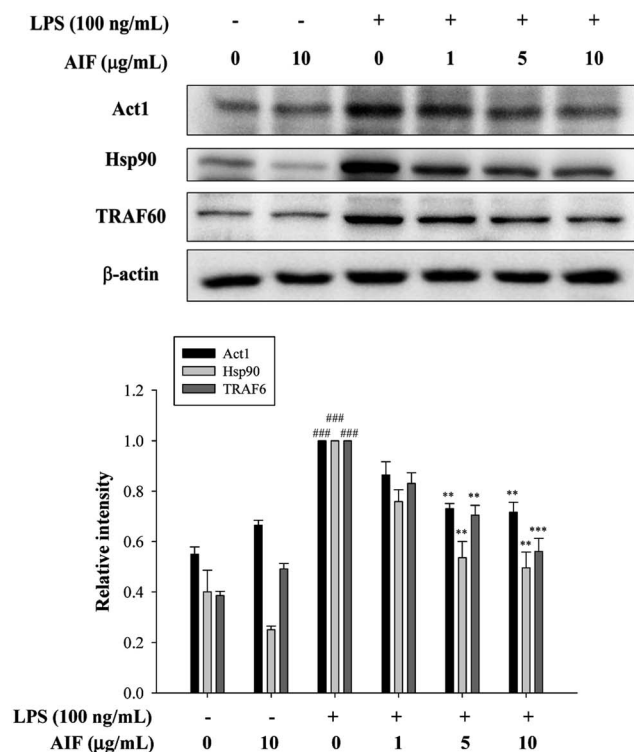 LPS (100 ng/mL) - - + + + +
AIF (μg/mL) 0 10 0 1 5 10
Act1
Hsp90
TRAF60
β-actin
Act1
Hsp90
TRAF6
1.2
1.0
0.8
0.6
0.4
0.2
0.0
Relative intensity
###
### ###
** **
**
**
** ***
LPS (100 ng/mL) - - + + + +
AIF (μg/mL) 0 10 0 1 5 10